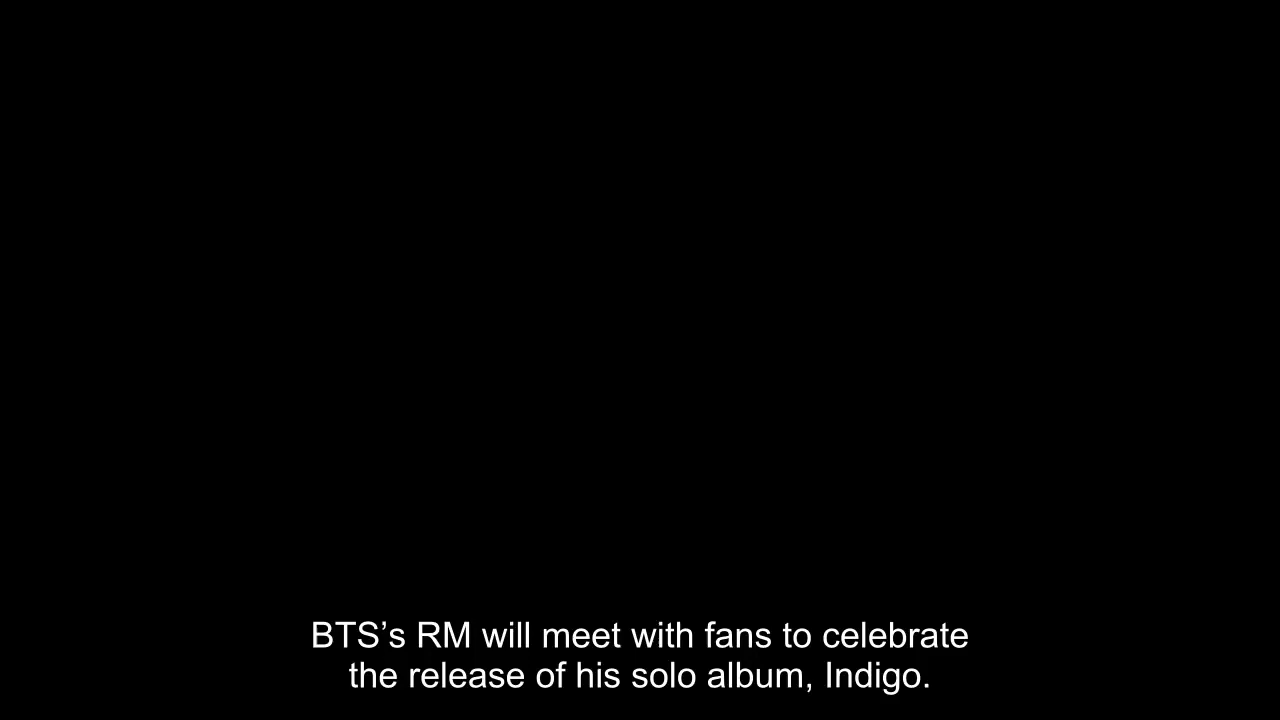 BTS’s RM will meet with fans to celebrate
the release of his solo album, Indigo.